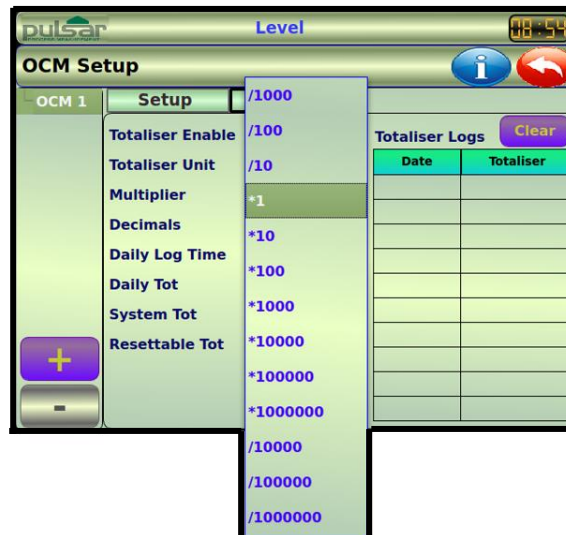 pulsar
Level
18:54
OCM Setup
i
OCM 1
Setup
Totaliser Enable
Totaliser Unit
Multiplier
Decimals
Daily Log Time
Daily Tot
System Tot
Resettable Tot
/1000
/100
/10
*1
*10
*100
*1000
*10000
*100000
*1000000
/10000
/100000
/1000000
Totaliser Logs
Clear
Date Totaliser
+
-